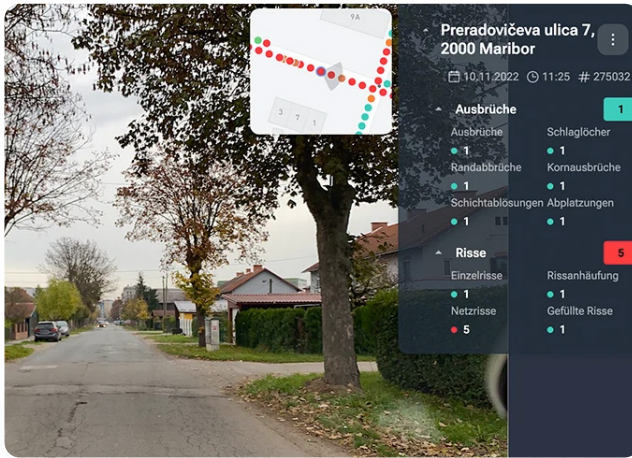 9A
3 7 1
Preradovičeva ulica 7,
2000 Maribor
10.11.2022 11:25 # 275032
Ausbrüche 1
Ausbrüche Schlaglöcher
1 1
Randabbrüche Kornausbrüche
1 1
Schichtablösungen Abplatzungen
1 1
Risse 5
Einzelrisse Rissanhäufung
1 1
Netzrisse Gefüllte Risse
5 1